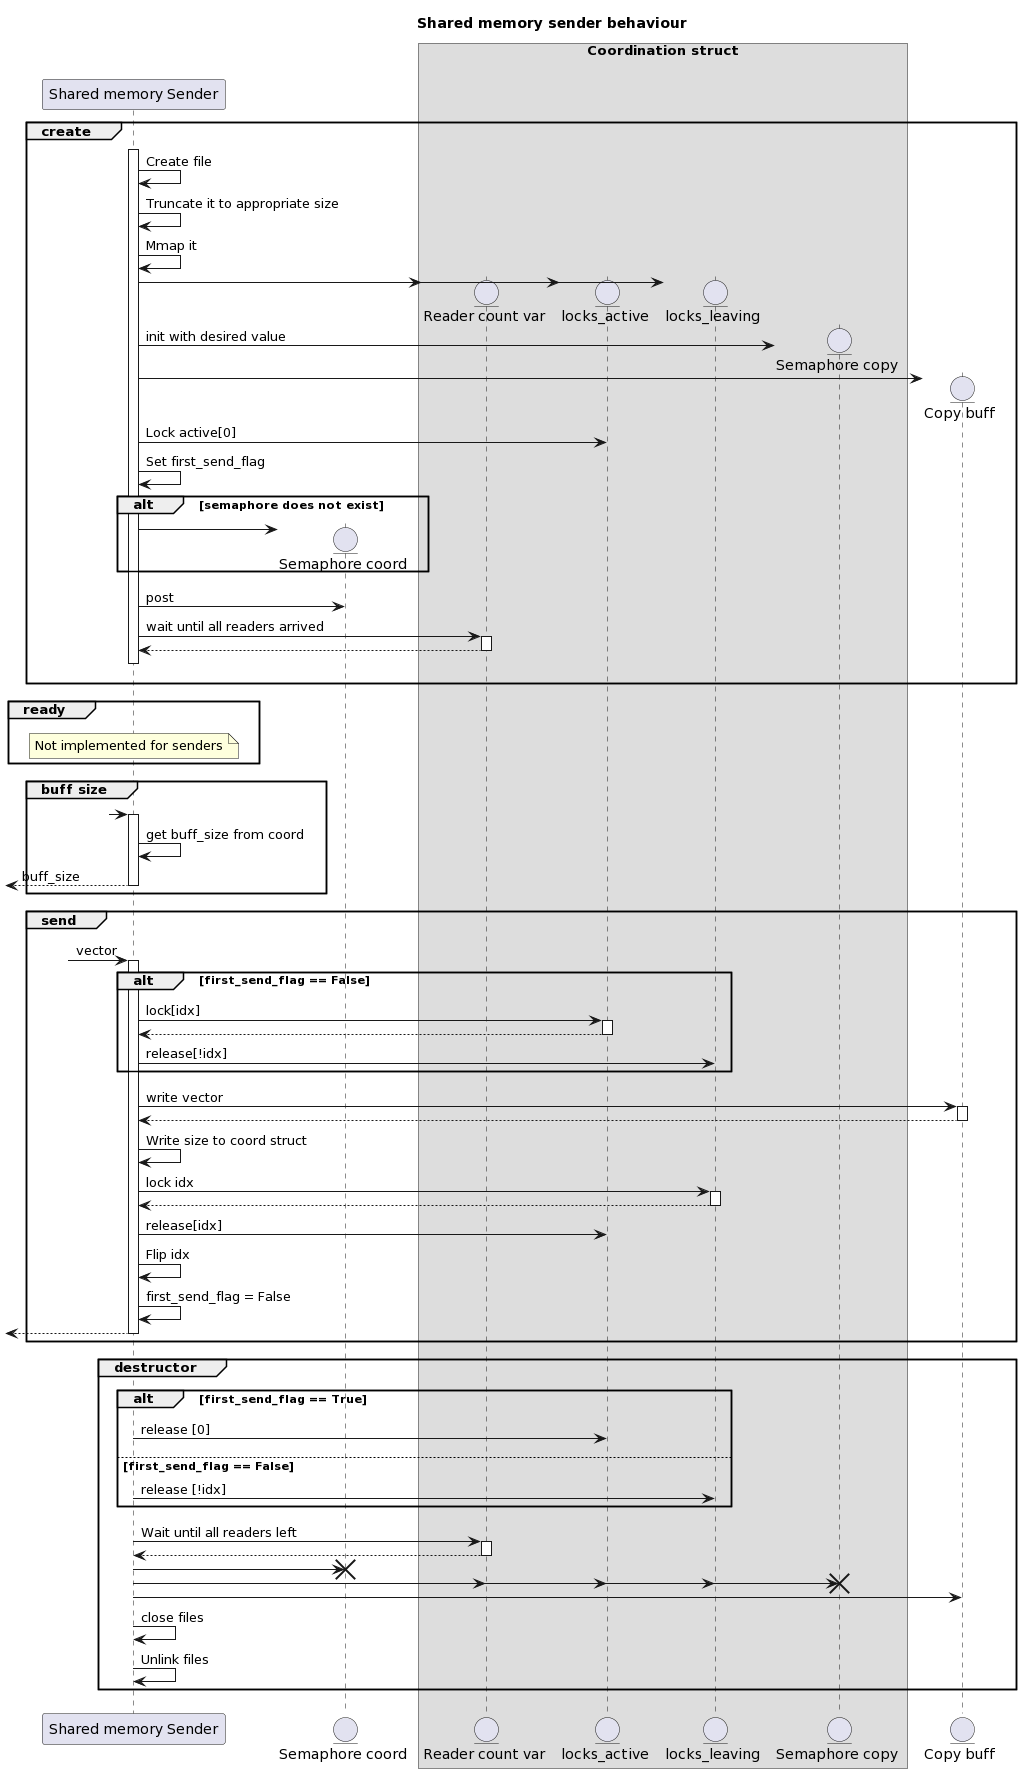 Shared memory sender behaviour
Coordination struct
Shared memory Sender
create
Create file
Truncate it to appropriate size
Mmap it
Reader count var
locks_active
locks_leaving
init with desired value
Semaphore copy
Copy buff
Lock active[0]
Set first_send_flag
alt
[semaphore does not exist]
Semaphore coord
post
wait until all readers arrived
ready
Not implemented for senders
buff size
get buff_size from coord
buff_size
send
vector
alt
[first_send_flag == False]
lock[idx]
release[!idx]
write vector
Write size to coord struct
lock idx
release[idx]
Flip idx
first_send_flag = False
destructor
alt
[first_send_flag == True]
release [0]
[first_send_flag == False]
release [!idx]
Wait until all readers left
close files
Unlink files
Shared memory Sender
Semaphore coord
Reader count var
locks_active
locks_leaving
Semaphore copy
Copy buff